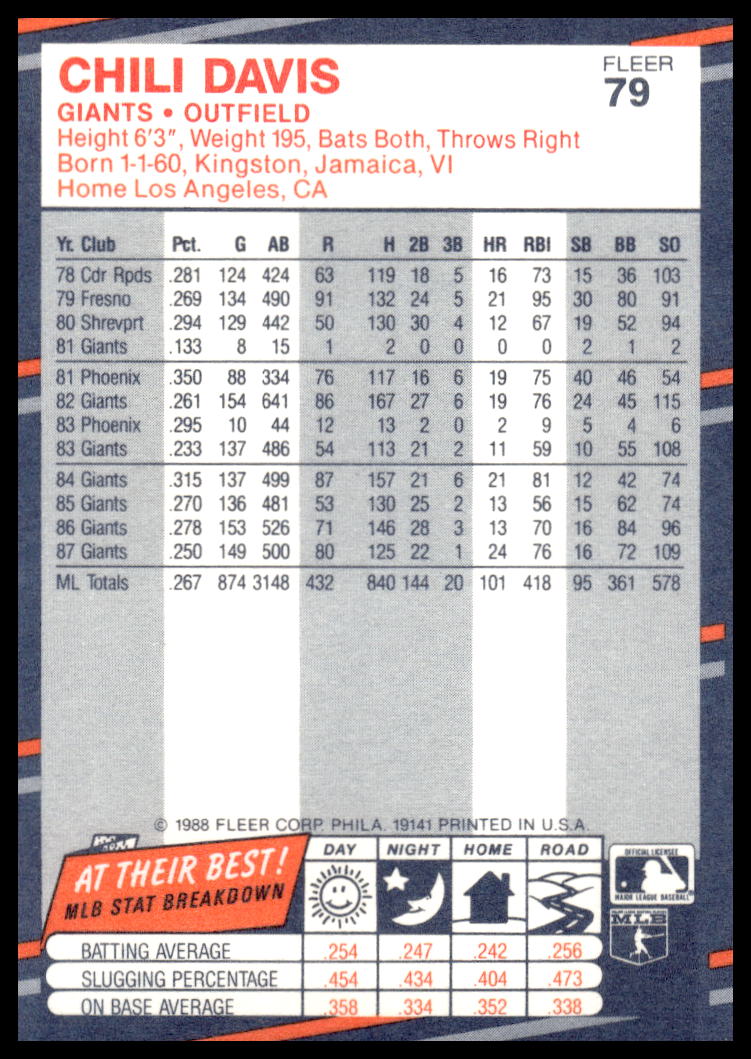 CHILI DAVIS
FLEER
79
GIANTS • OUTFIELD
Height 6'3", Weight 195, Bats Both, Throws Right
Born 1-1-60, Kingston, Jamaica, VI
Home Los Angeles, CA
Yr. Club Pct. G AB R H 2B 3B HR RBI SB BB SO
78 Cdr Rpds .281 124 424 63 119 18 5 16 73 15 36 103
79 Fresno .269 134 490 91 132 24 5 21 95 30 80 91
80 Shrevprt .294 129 442 50 130 30 4 12 67 19 52 94
81 Giants .133 8 15 1 2 0 0 0 0 2 1 2
81 Phoenix .350 88 334 76 117 16 6 19 75 40 46 54
82 Giants .261 154 641 86 167 27 6 19 76 24 45 115
83 Phoenix .295 10 44 12 13 2 0 2 9 5 4 6
83 Giants .233 137 486 54 113 21 2 11 59 10 55 108
84 Giants .315 137 499 87 157 21 6 21 81 12 42 74
85 Giants .270 136 481 53 130 25 2 13 56 15 62 74
86 Giants .278 153 526 71 146 28 3 13 70 16 84 96
87 Giants .250 149 500 80 125 22 1 24 76 16 72 109
ML Totals .267 874 3148 432 840 144 20 101 418 95 361 578
© 1988 FLEER CORP. PHILA. 19141 PRINTED IN U.S.A.
AT THEIR BEST!
MLB STAT BREAKDOWN
DAY NIGHT HOME ROAD
OFFICIAL LICENSEE
MAJOR LEAGUE BASEBALL
MLB
BATTING AVERAGE .254 .247 .242 .256
SLUGGING PERCENTAGE .454 .434 .404 .473
ON BASE AVERAGE .358 .334 .352 .338